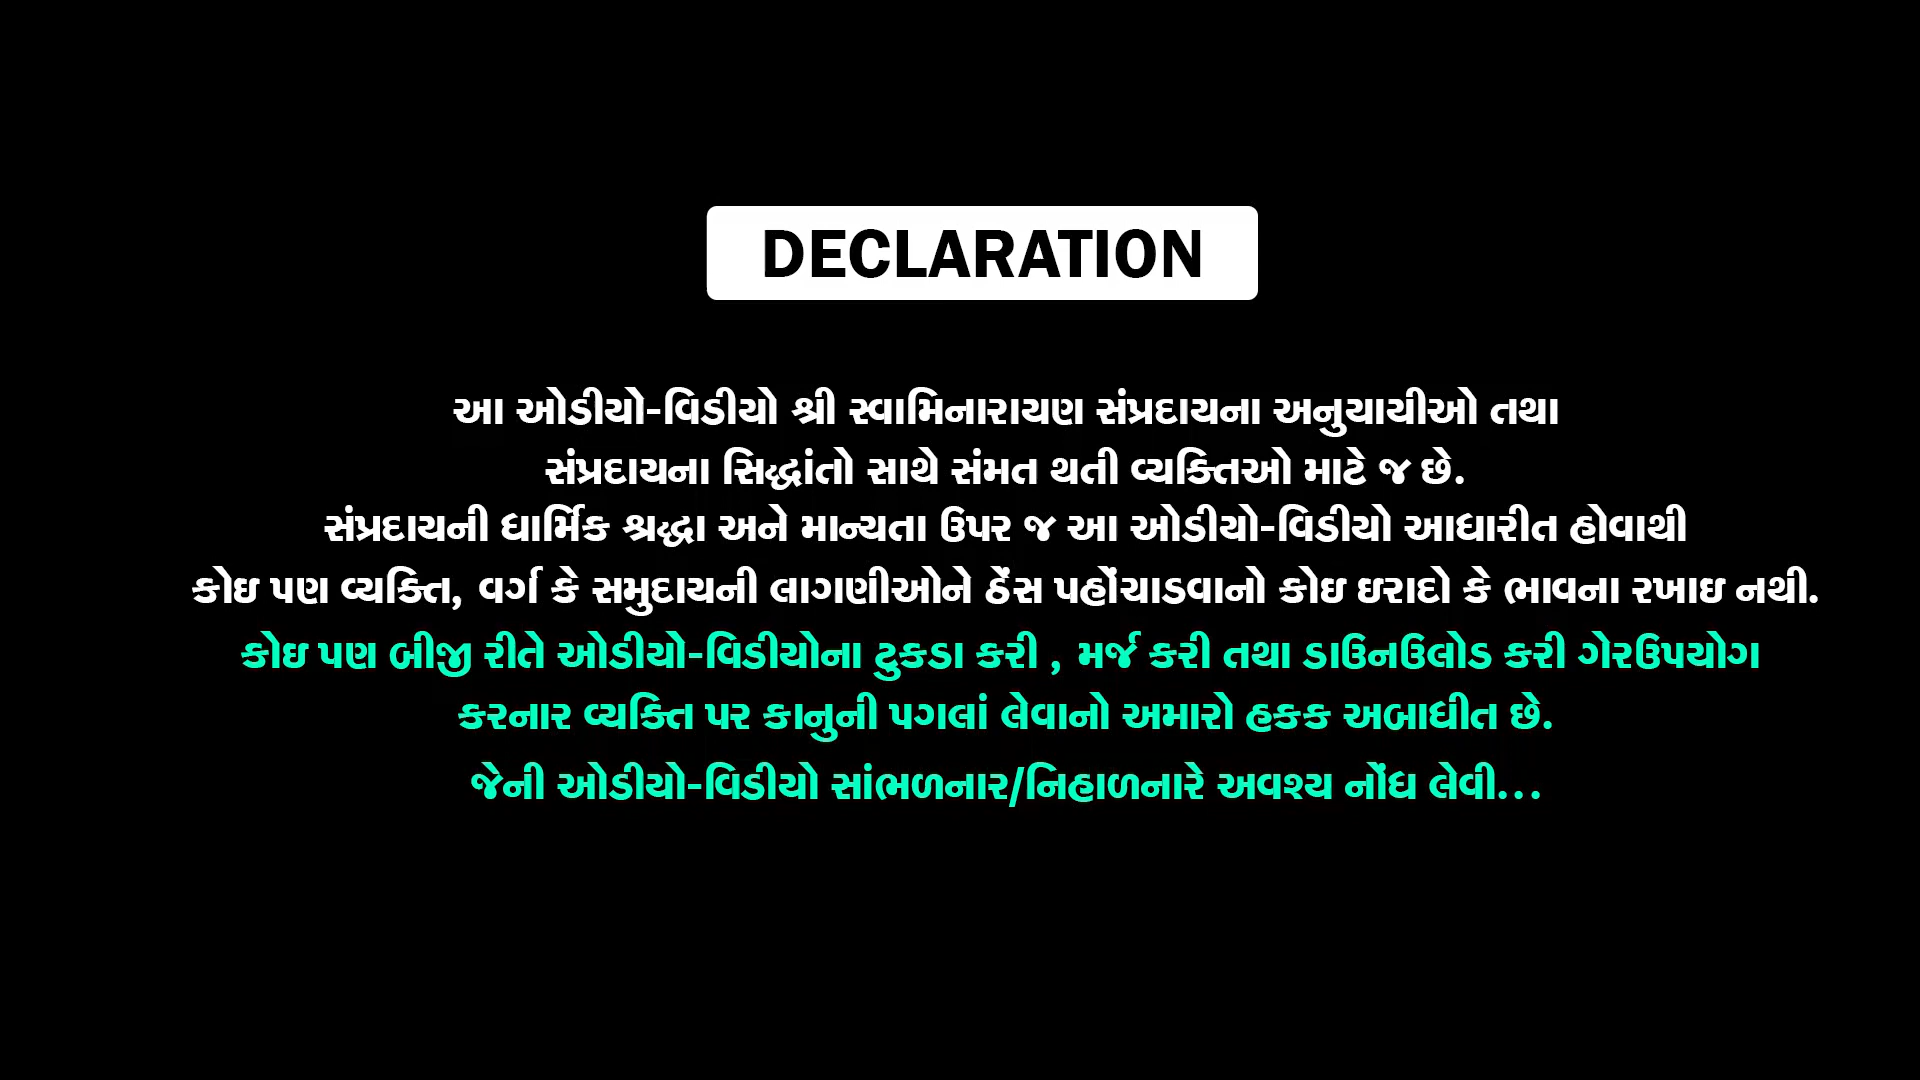 DECLARATION
આ ઓડીયો-વિડીયો શ્રી સ્વામિનારાયણ સંપ્રદાયના અનુયાયીઓ તથા
સંપ્રદાયના સિદ્ધાંતો સાથે સંમત થતી વ્યક્તિઓ માટે જ છે.
સંપ્રદાયની ધાર્મિક શ્રદ્ધા અને માન્યતા ઉપર જ આ ઓડીયો-વિડીયો આધારીત હોવાથી
કોઇ પણ વ્યક્તિ, વર્ગ કે સમુદાયની લાગણીઓને ઠેંસ પહોંચાડવાનો કોઇ ઇરાદો કે ભાવના રખાઇ નથી.
કોઇ પણ બીજી રીતે ઓડીયો-વિડીયોના ટુકડા કરી , મર્જ કરી તથા ડાઉનઉલોડ કરી ગેરઉપયોગ
કરનાર વ્યક્તિ પર કાનુની પગલાં લેવાનો અમારો હકક અબાધીત છે.
જેની ઓડીયો-વિડીયો સાંભળનાર/નિહાળનારે અવશ્ય નોંધ લેવી...